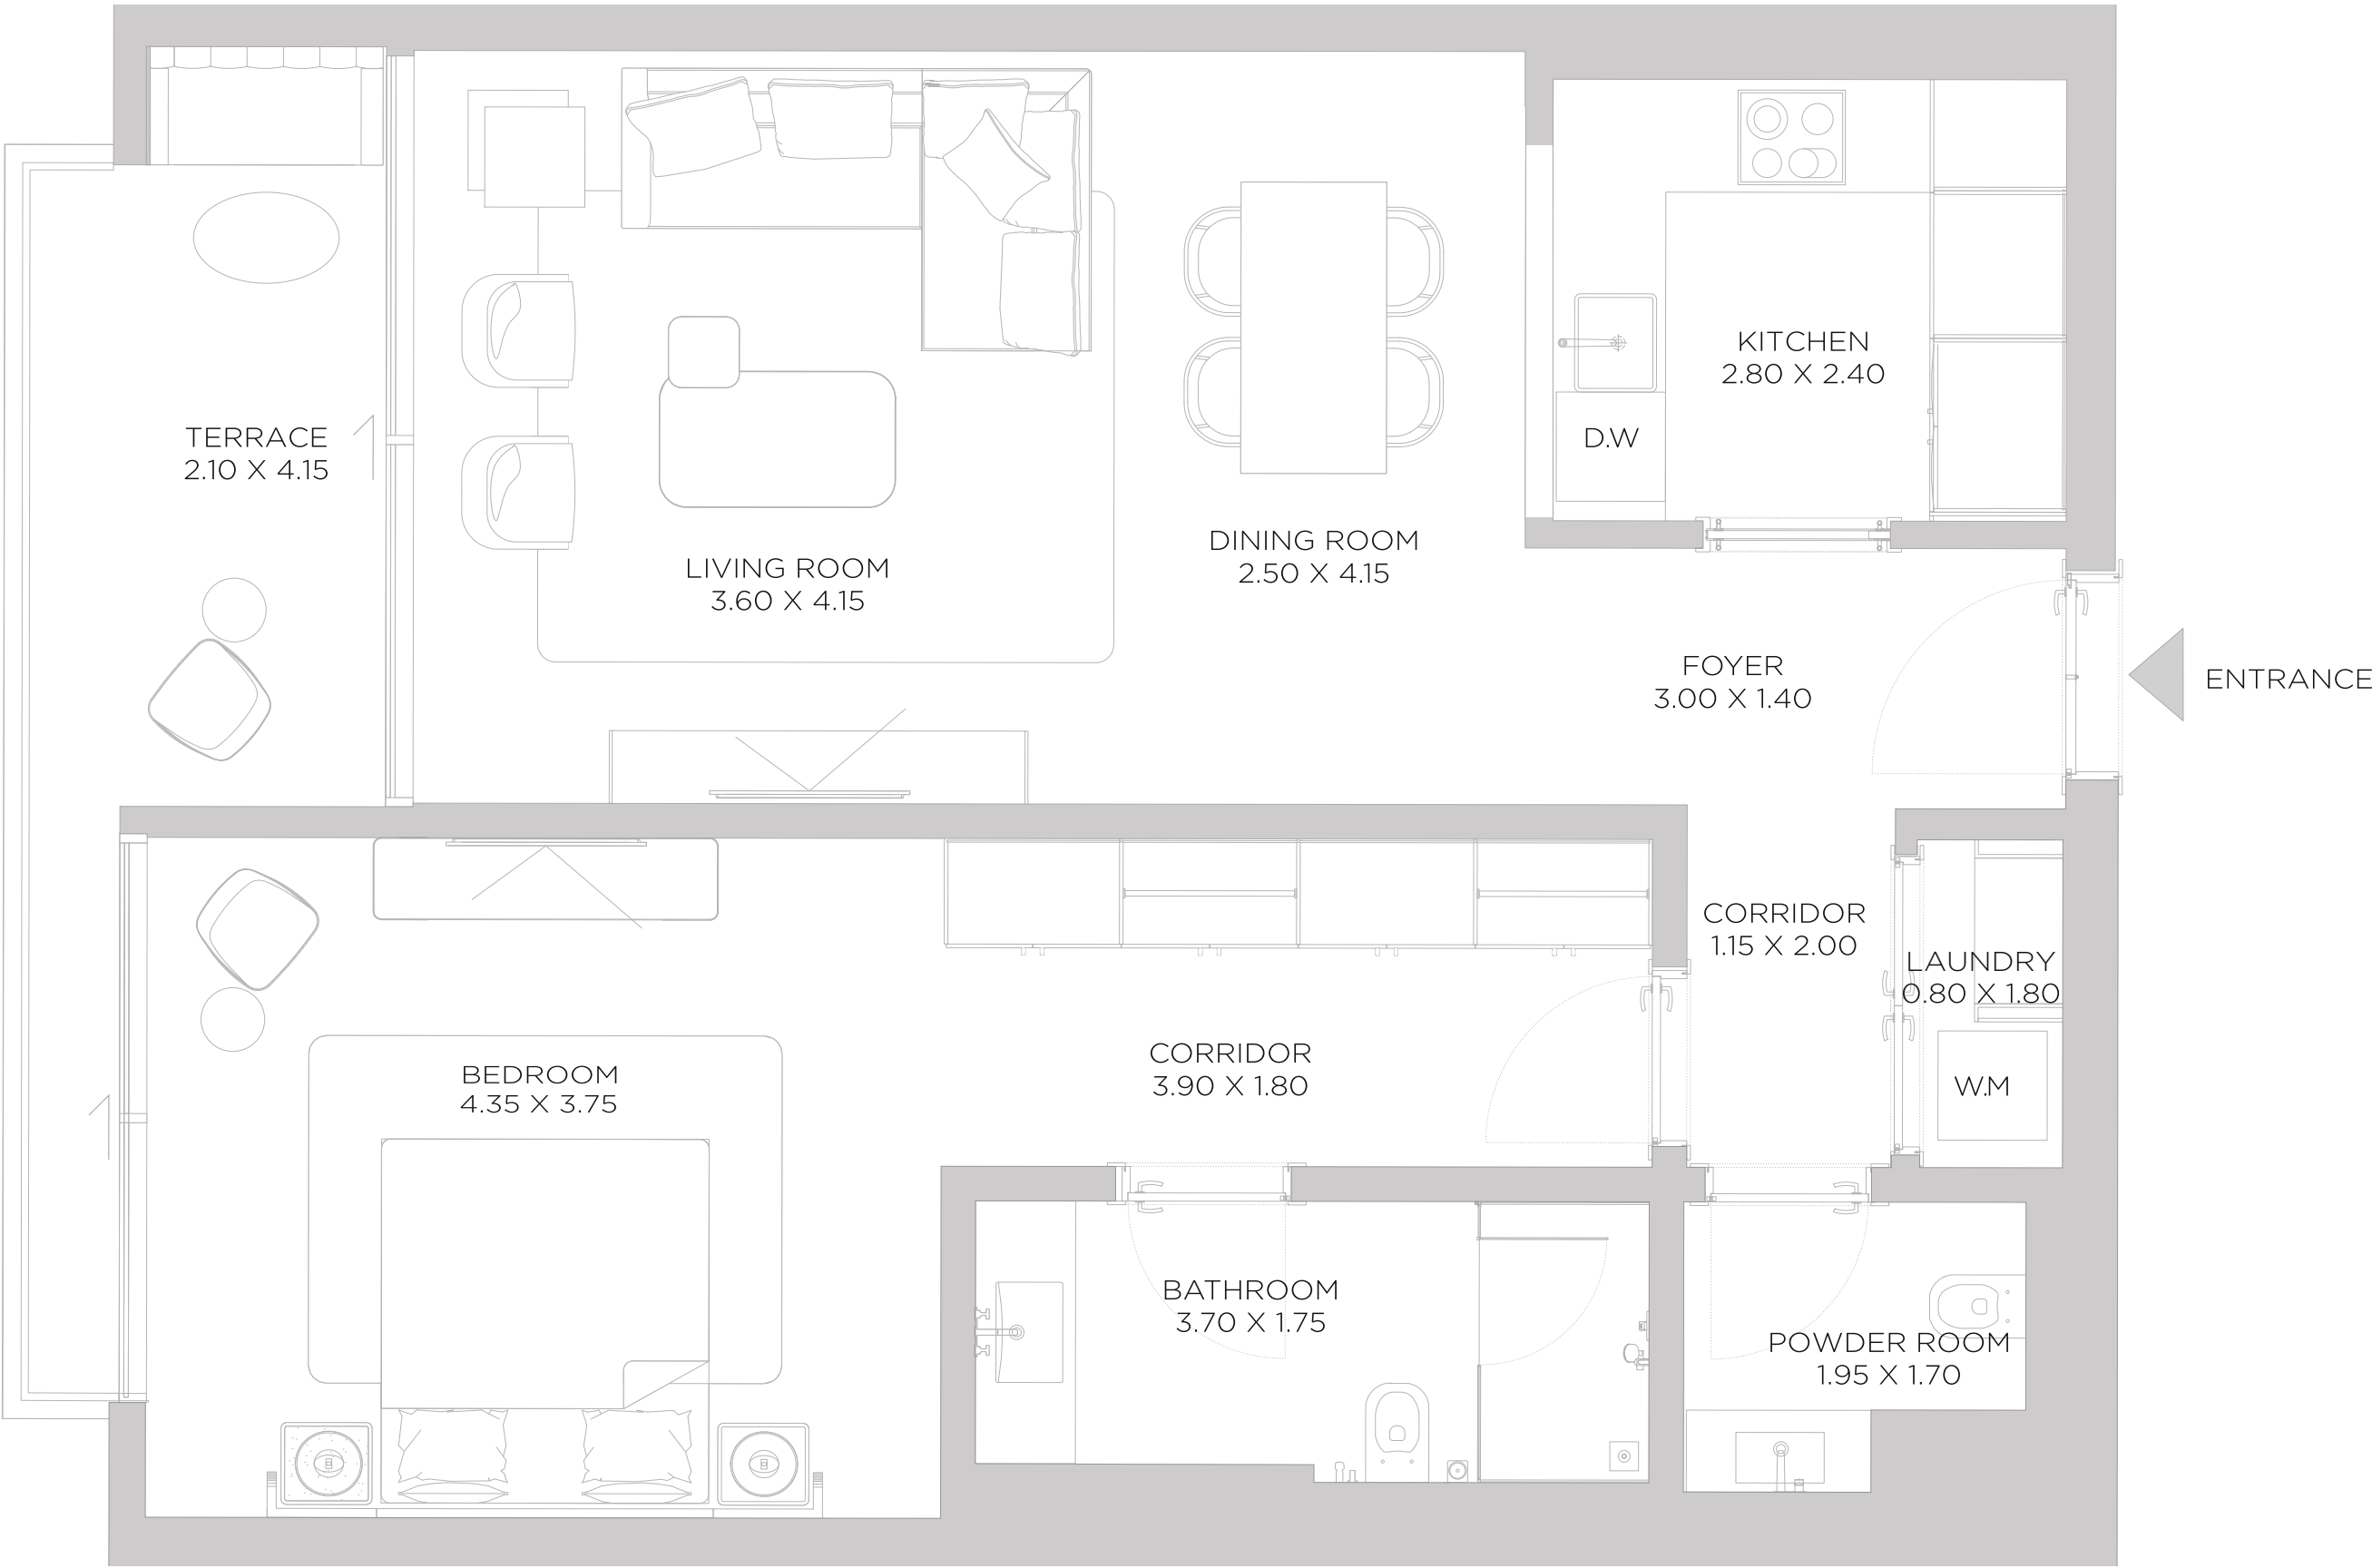 KITCHEN
2.80 X 2.40
TERRACE
2.10 X 4.15
D.W
DINING ROOM
2.50 X 4.15
LIVING ROOM
3.60 X 4.15
FOYER
3.00 X 1.40
ENTRANCE
CORRIDOR
1.15 X 2.00
LAUNDRY
0.80 X 1.80
CORRIDOR
3.90 X 1.80
BEDROOM
4.35 X 3.75
W.M
BATHROOM
3.70 X 1.75
POWDER ROOM
1.95 X 1.70